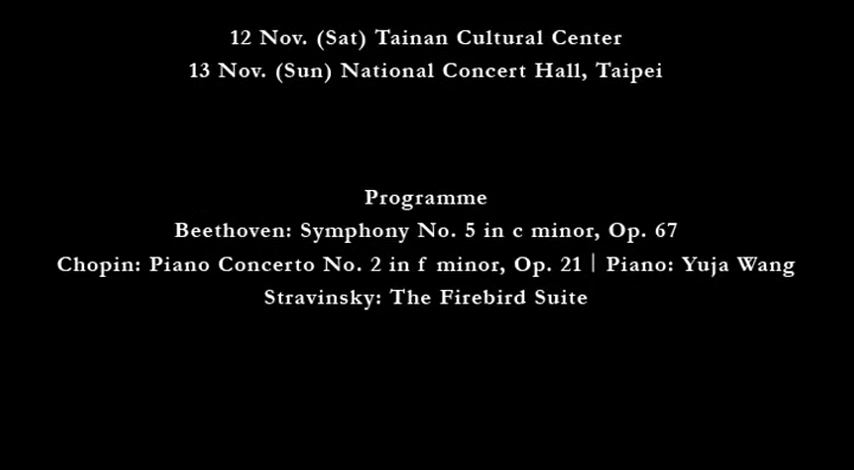 12 Nov. (Sat) Tainan Cultural Center
13 Nov. (Sun) National Concert Hall, Taipei
Programme
Beethoven: Symphony No. 5 in c minor, Op. 67
Chopin: Piano Concerto No. 2 in f minor, Op. 21 | Piano: Yuja Wang
Stravinsky: The Firebird Suite